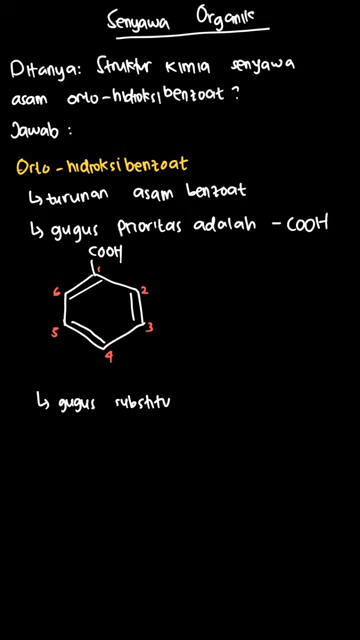 Senyawa Organik
Ditanya: Struktur kimia senyawa
asam orto-hidroksibenzoat?
Jawab:
Orto-hidroksibenzoat
↳ turunan asam benzoat
↳ gugus prioritas adalah -COOH
COOH
1
6
2
5
3
4
↳ gugus substitu